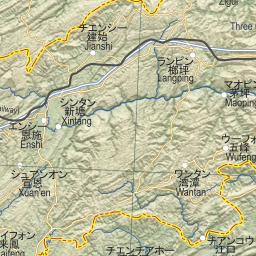 Zigui
Three
チエンシー
建始
Jianshi
ランピン
榔坪
Langping
マオピン
Maoping
シンタン
新塘
Xintang
エンシー
恩施
Enshi
ウーフォン
五峰
Wufeng
シュアンオン
宣恩
Xuan'en
ワンタン
湾潭
Wantan
イフォン
来鳳
Laifeng
チエンチアホー
チアンコウ
江口